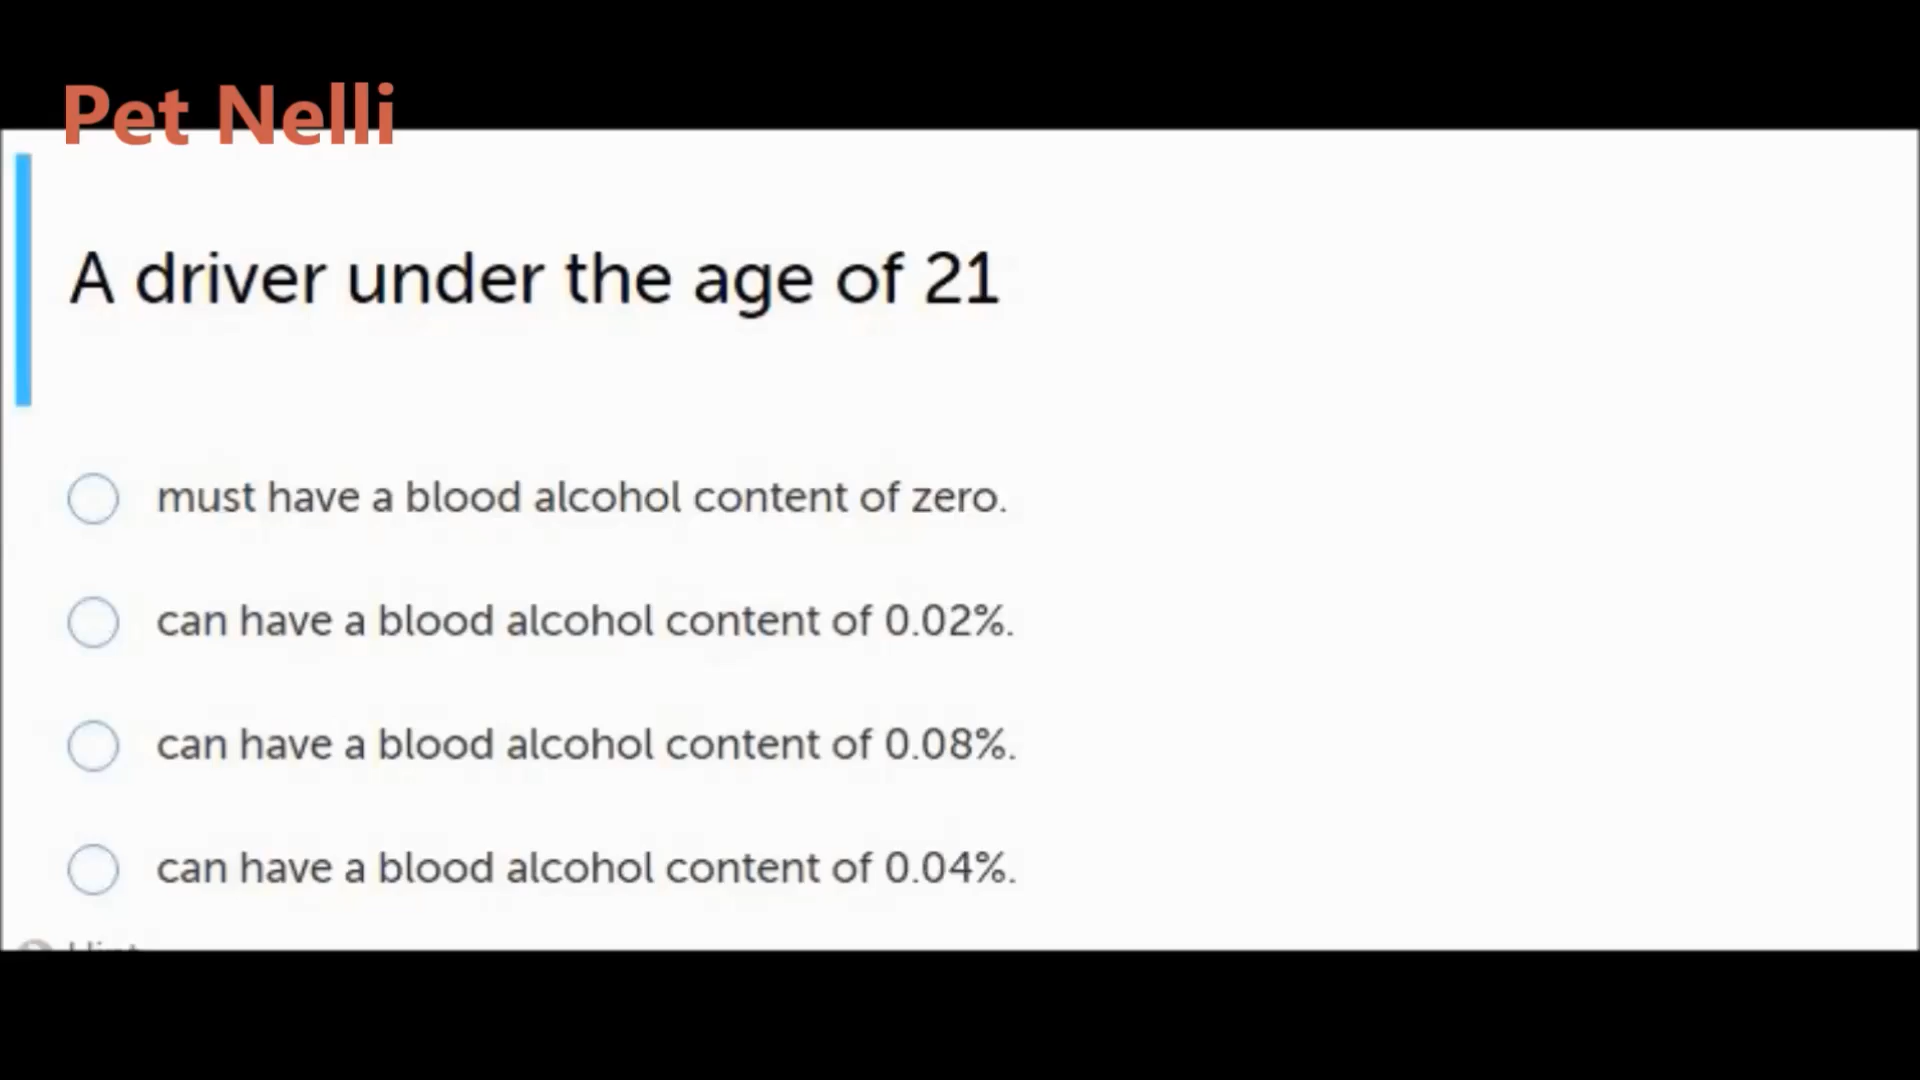 Pet Nelli
A driver under the age of 21
must have a blood alcohol content of zero.
can have a blood alcohol content of 0.02%.
can have a blood alcohol content of 0.08%.
can have a blood alcohol content of 0.04%.